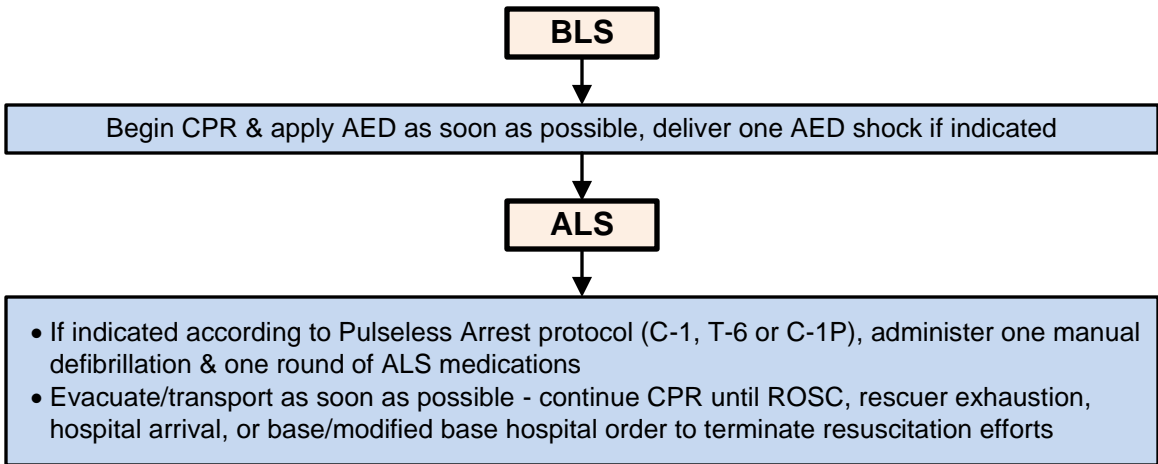 BLS
Begin CPR & apply AED as soon as possible, deliver one AED shock if indicated
ALS
• If indicated according to Pulseless Arrest protocol (C-1, T-6 or C-1P), administer one manual
defibrillation & one round of ALS medications
• Evacuate/transport as soon as possible - continue CPR until ROSC, rescuer exhaustion,
hospital arrival, or base/modified base hospital order to terminate resuscitation efforts